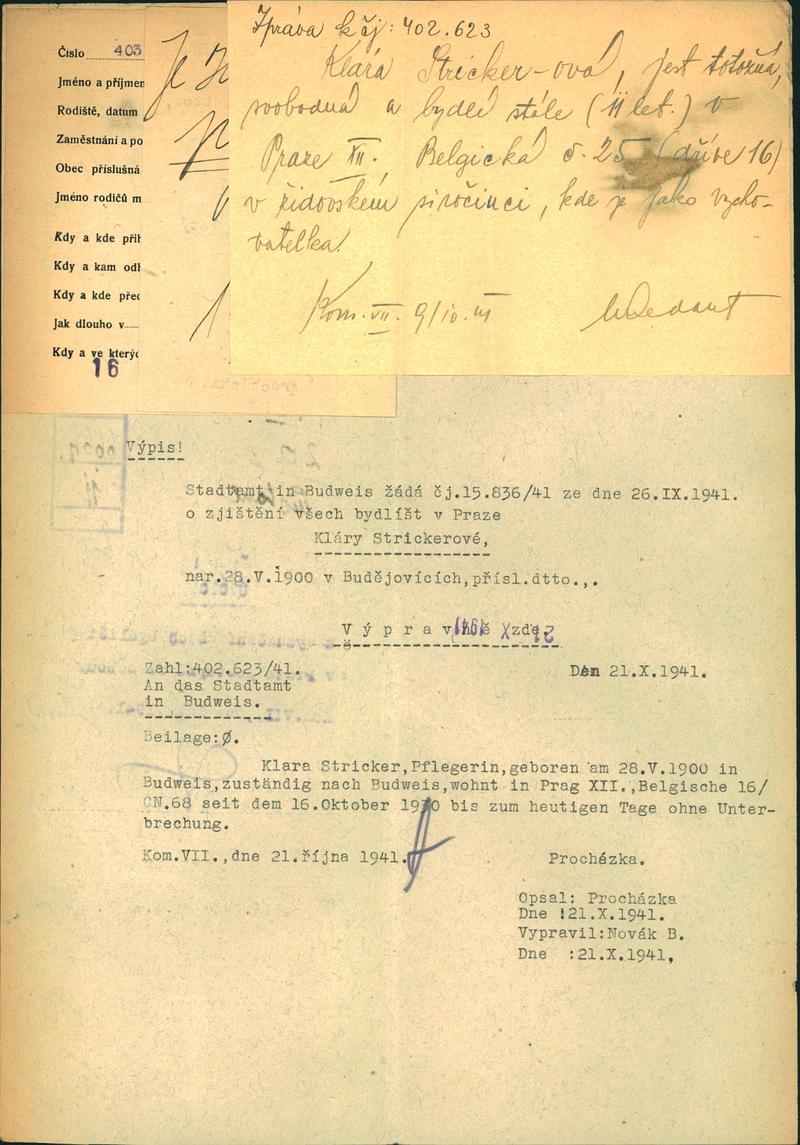 Číslo 403
Jméno a příjmen
Rodiště, datum
Zaměstnání a po
Obec příslušná
Jméno rodičů m
Kdy a kde přih
Kdy a kam odh
Kdy a kde přec
Jak dlouho v
Kdy a ve kterýc
16
Zpráva k čj: 402.623
Klára Stricker-ová, jest totožná,
svobodná a bydlí stále (11 let.) v
Praze XII., Belgická č. 25 (dříve 16)
v židovském sirotčinci, kde je jako vycho-
vatelka.
Kom. VII. 9/10. 41
Výpis!
Stadtamt in Budweis žádá čj.15.836/41 ze dne 26.IX.1941.
o zjištění všech bydlišt v Praze
Kláry Strickerové,
nar.28.V.1900 v Budějovicích,přísl.dtto.,.
V ý p r a v n ě zde.
Zahl:402.623/41.
Den 21.X.1941.
An das Stadtamt
in Budweis.
Beilage:Ø.
Klara Stricker,Pflegerin,geboren am 28.V.1900 in
Budweis,zuständig nach Budweis,wohnt in Prag XII.,Belgische 16/
CN.68 seit dem 16.Oktober 1930 bis zum heutigen Tage ohne Unter-
brechung.
Kom.VII.,dne 21.října 1941.
Procházka.
Opsal: Procházka
Dne :21.X.1941.
Vypravil:Novák B.
Dne :21.X.1941,